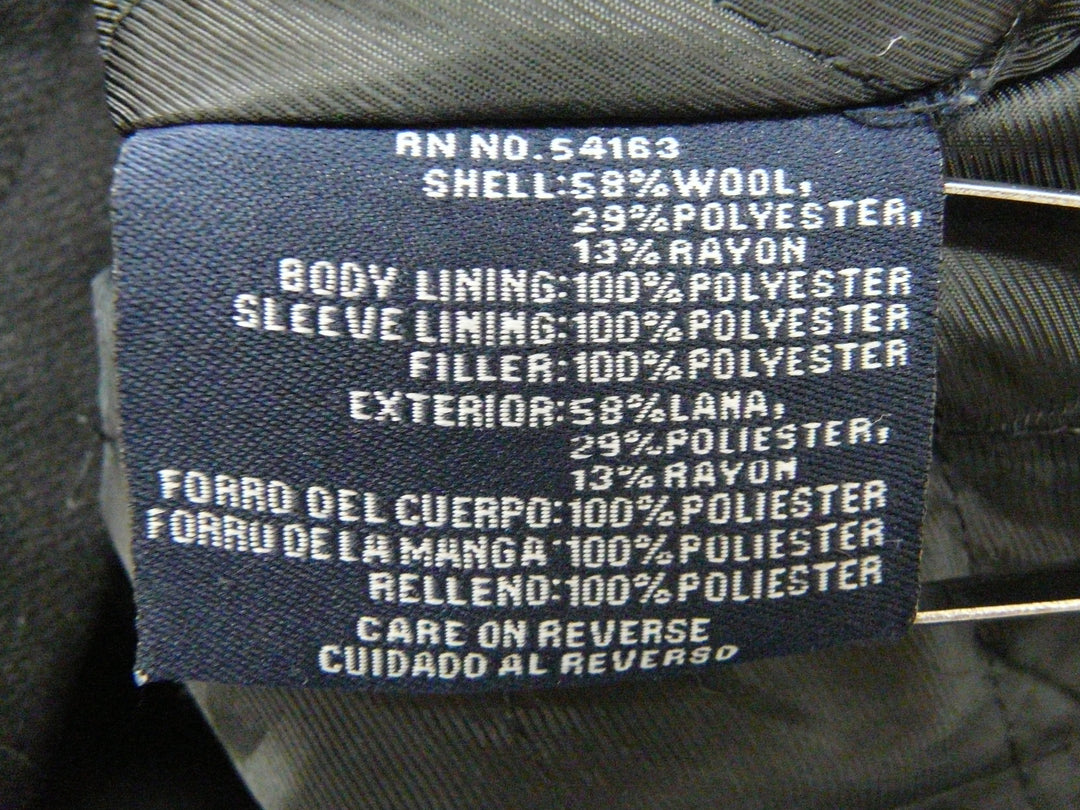 RN NO.54163
SHELL:58%WOOL,
29%POLYESTER,
13%RAYON
BODY LINING:100%POLYESTER
SLEEVE LINING:100%POLYESTER
FILLER:100%POLYESTER
EXTERIOR:58%LANA,
29%POLIESTER,
13%RAYON
FORRO DEL CUERPO:100%POLIESTER
FORRO DE LA MANGA 100%POLIESTER
RELLENO:100%POLIESTER
CARE ON REVERSE
CUIDADO AL REVERSO